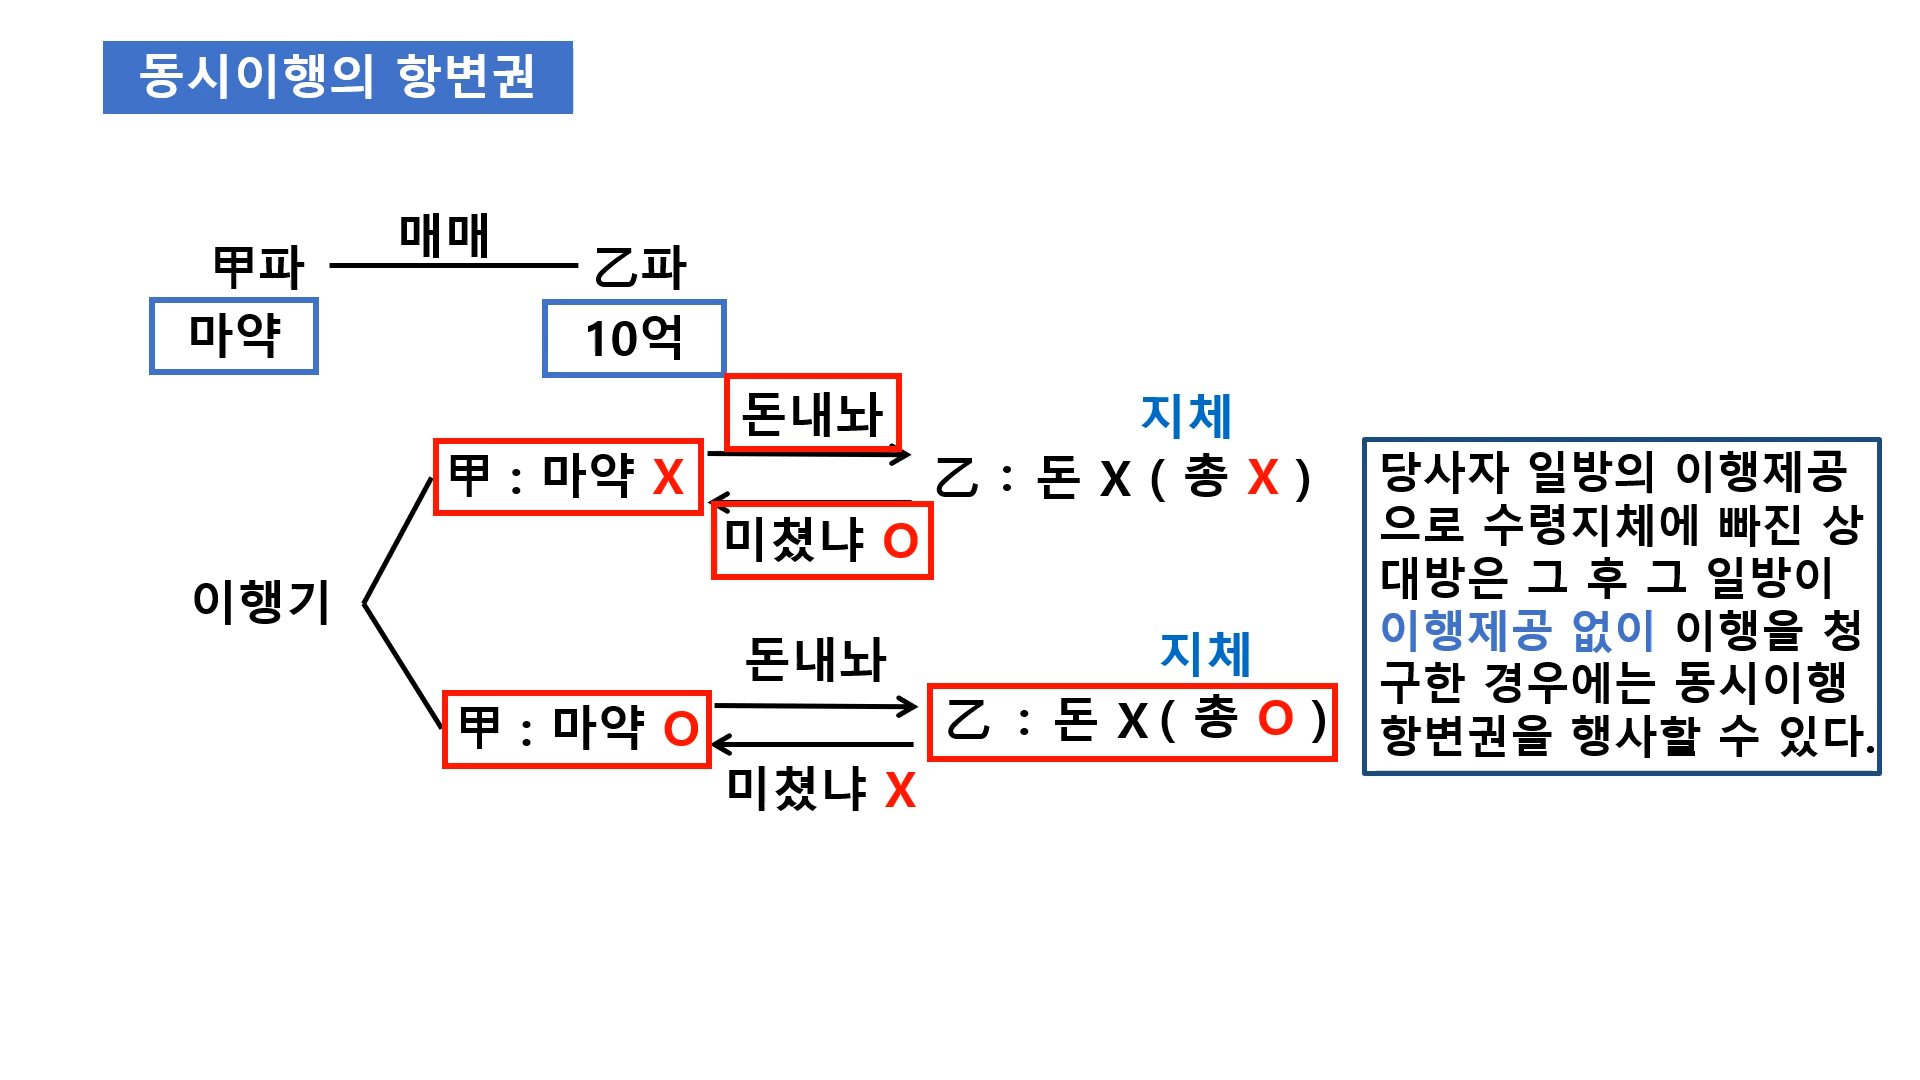 동시이행의 항변권
매매
甲파
乙파
마약
10억
돈내놔
지체
甲 : 마약 X
乙 : 돈 X ( 총 X )
미쳤냐 O
이행기
돈내놔
지체
甲 : 마약 O
乙 : 돈 X ( 총 O )
미쳤냐 X
당사자 일방의 이행제공
으로 수령지체에 빠진 상
대방은 그 후 그 일방이
이행제공 없이 이행을 청
구한 경우에는 동시이행
항변권을 행사할 수 있다.